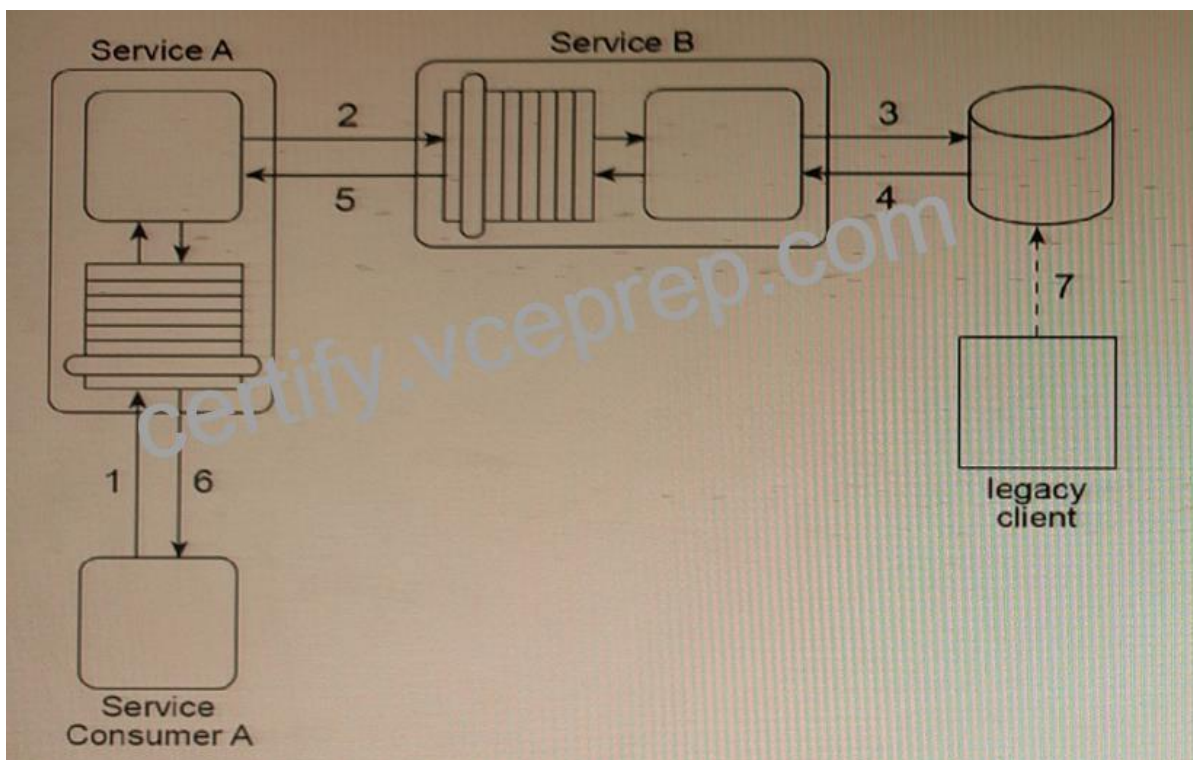 Service A
Service B
2
3
5
4
7
1
6
legacy
client
Service
Consumer A
certify.vceprep.com